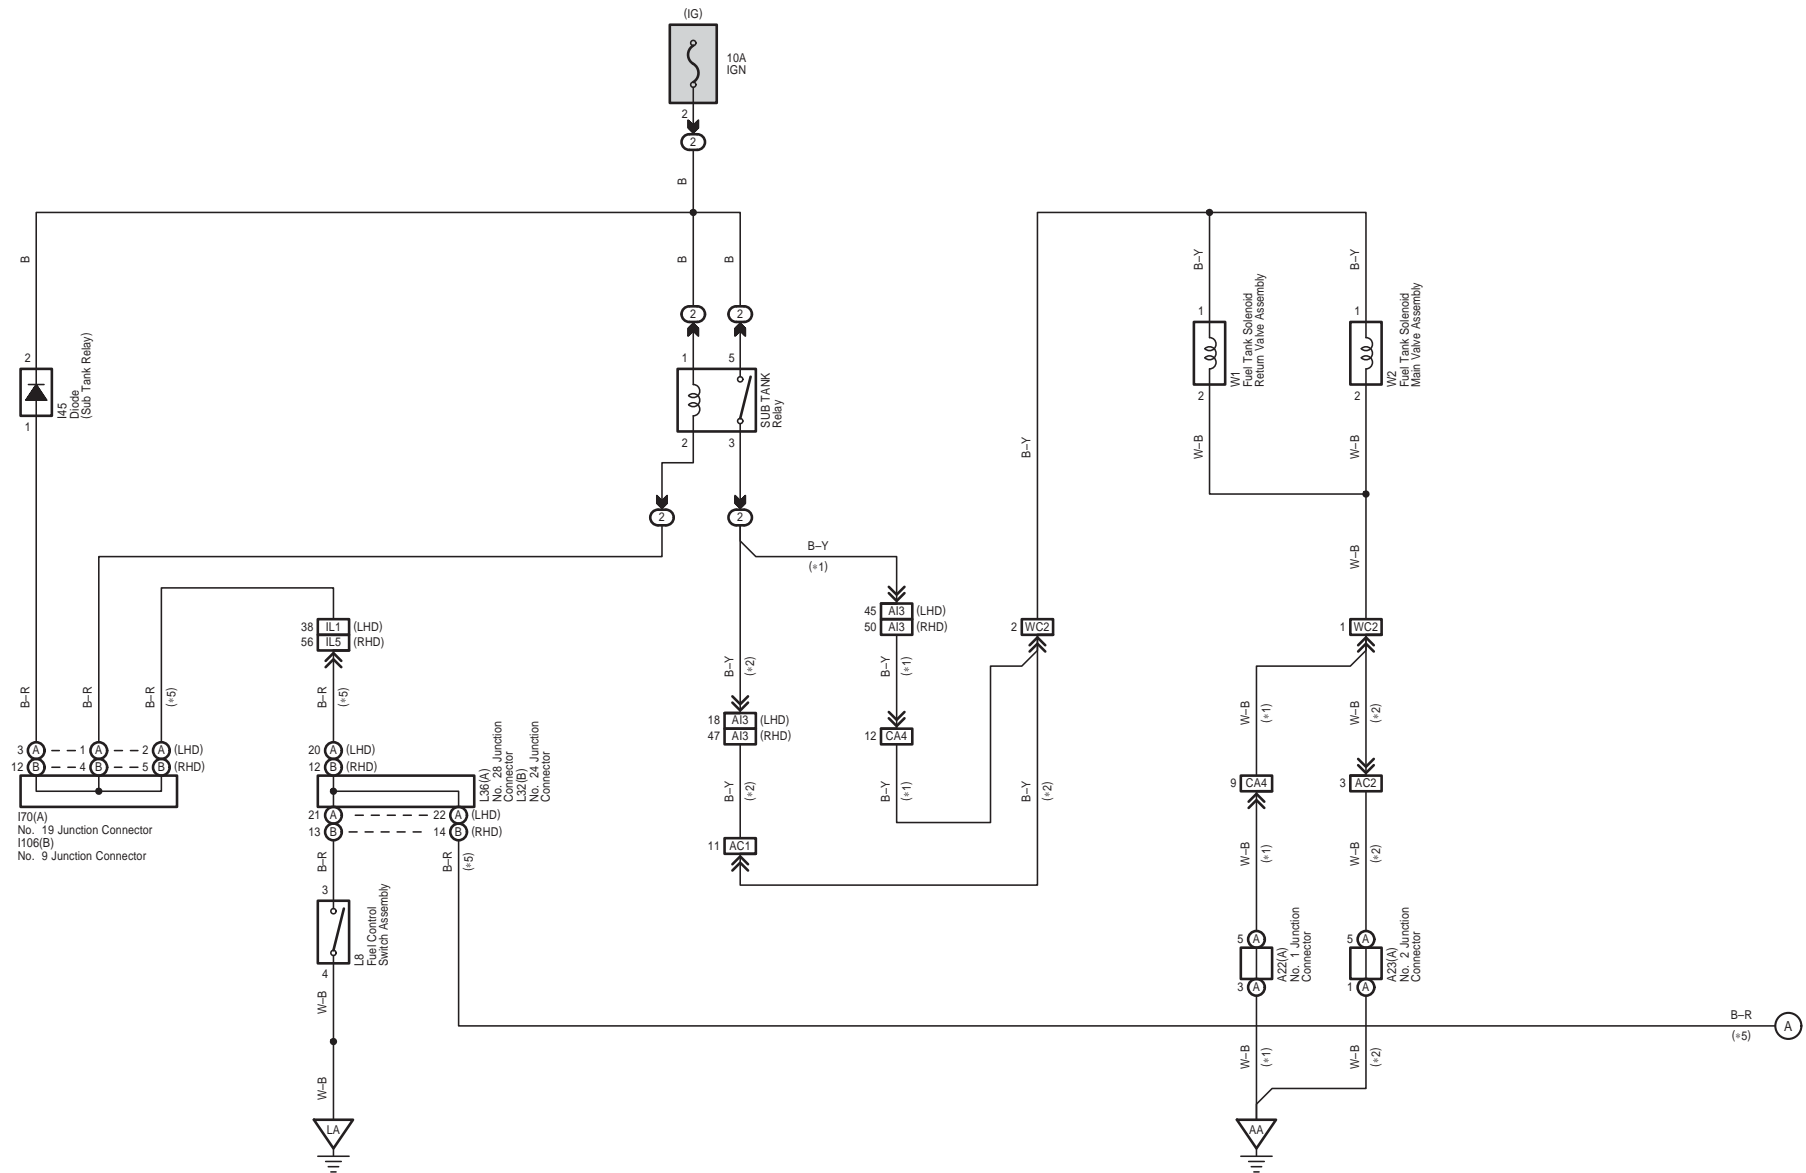 (IG)
10A
IGN
2
2
B
B
B
B
B–Y
B–Y
2
2
1
5
SUB TANK
Relay
2
3
2
1
I45
Diode
(Sub Tank Relay)
1
2
W1
Fuel Tank Solenoid
Return Valve Assembly
1
2
W2
Fuel Tank Solenoid
Main Valve Assembly
B–Y
W–B
W–B
2
2
B–Y
(∗1)
W–B
38 IL1 (LHD)
56 IL5 (RHD)
45 AI3 (LHD)
50 AI3 (RHD)
2 WC2
1 WC2
B–R
B–R
B–R
(∗5)
B–R
(∗5)
B–Y
(∗2)
B–Y
(∗1)
W–B
(∗1)
W–B
(∗2)
18 AI3 (LHD)
47 AI3 (RHD)
12 CA4
3 A 1 A 2 A (LHD)
12 B 4 B 5 B (RHD)
20 A (LHD)
12 B (RHD)
I70(A)
No. 19 Junction Connector
I106(B)
No. 9 Junction Connector
L36(A)
No. 28 Junction
Connector
L32(B)
No. 24 Junction
Connector
B–Y
(∗2)
B–Y
(∗1)
B–Y
(∗2)
9 CA4
3 AC2
21 A 22 A (LHD)
13 B 14 B (RHD)
11 AC1
B–R
B–R
(∗5)
W–B
(∗1)
W–B
(∗2)
3
4
L8
Fuel Control
Switch Assembly
5 A
3 A
A22(A)
No. 1 Junction
Connector
5 A
1 A
A23(A)
No. 2 Junction
Connector
W–B
B–R
(∗5)
A
W–B
W–B
(∗1)
W–B
(∗2)
LA
AA